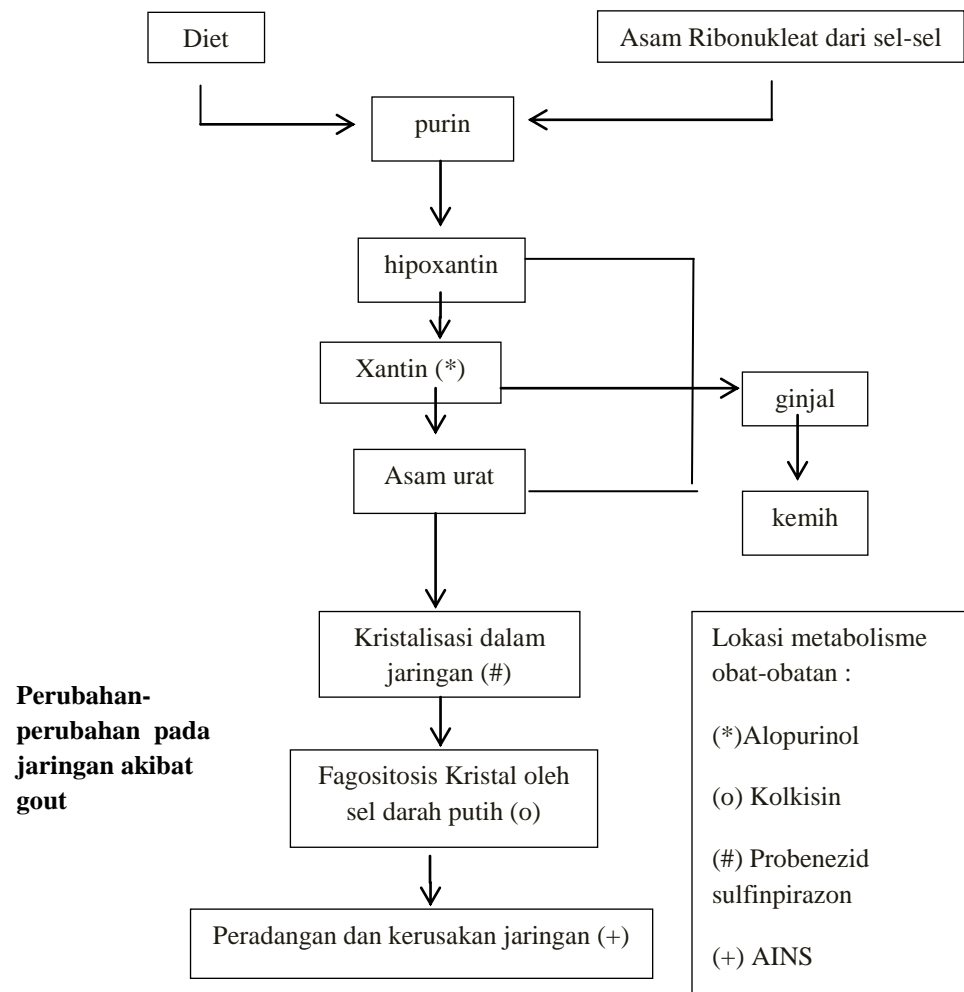 Diet
Asam Ribonukleat dari sel-sel
purin
hipoxantin
Xantin (*)
ginjal
Asam urat
kemih
Kristalisasi dalam
jaringan (#)
Perubahan-
perubahan pada
jaringan akibat
gout
Fagositosis Kristal oleh
sel darah putih (o)
Peradangan dan kerusakan jaringan (+)
Lokasi metabolisme
obat-obatan :
(*)Alopurinol
(o) Kolkisin
(#) Probenezid
sulfinpirazon
(+) AINS